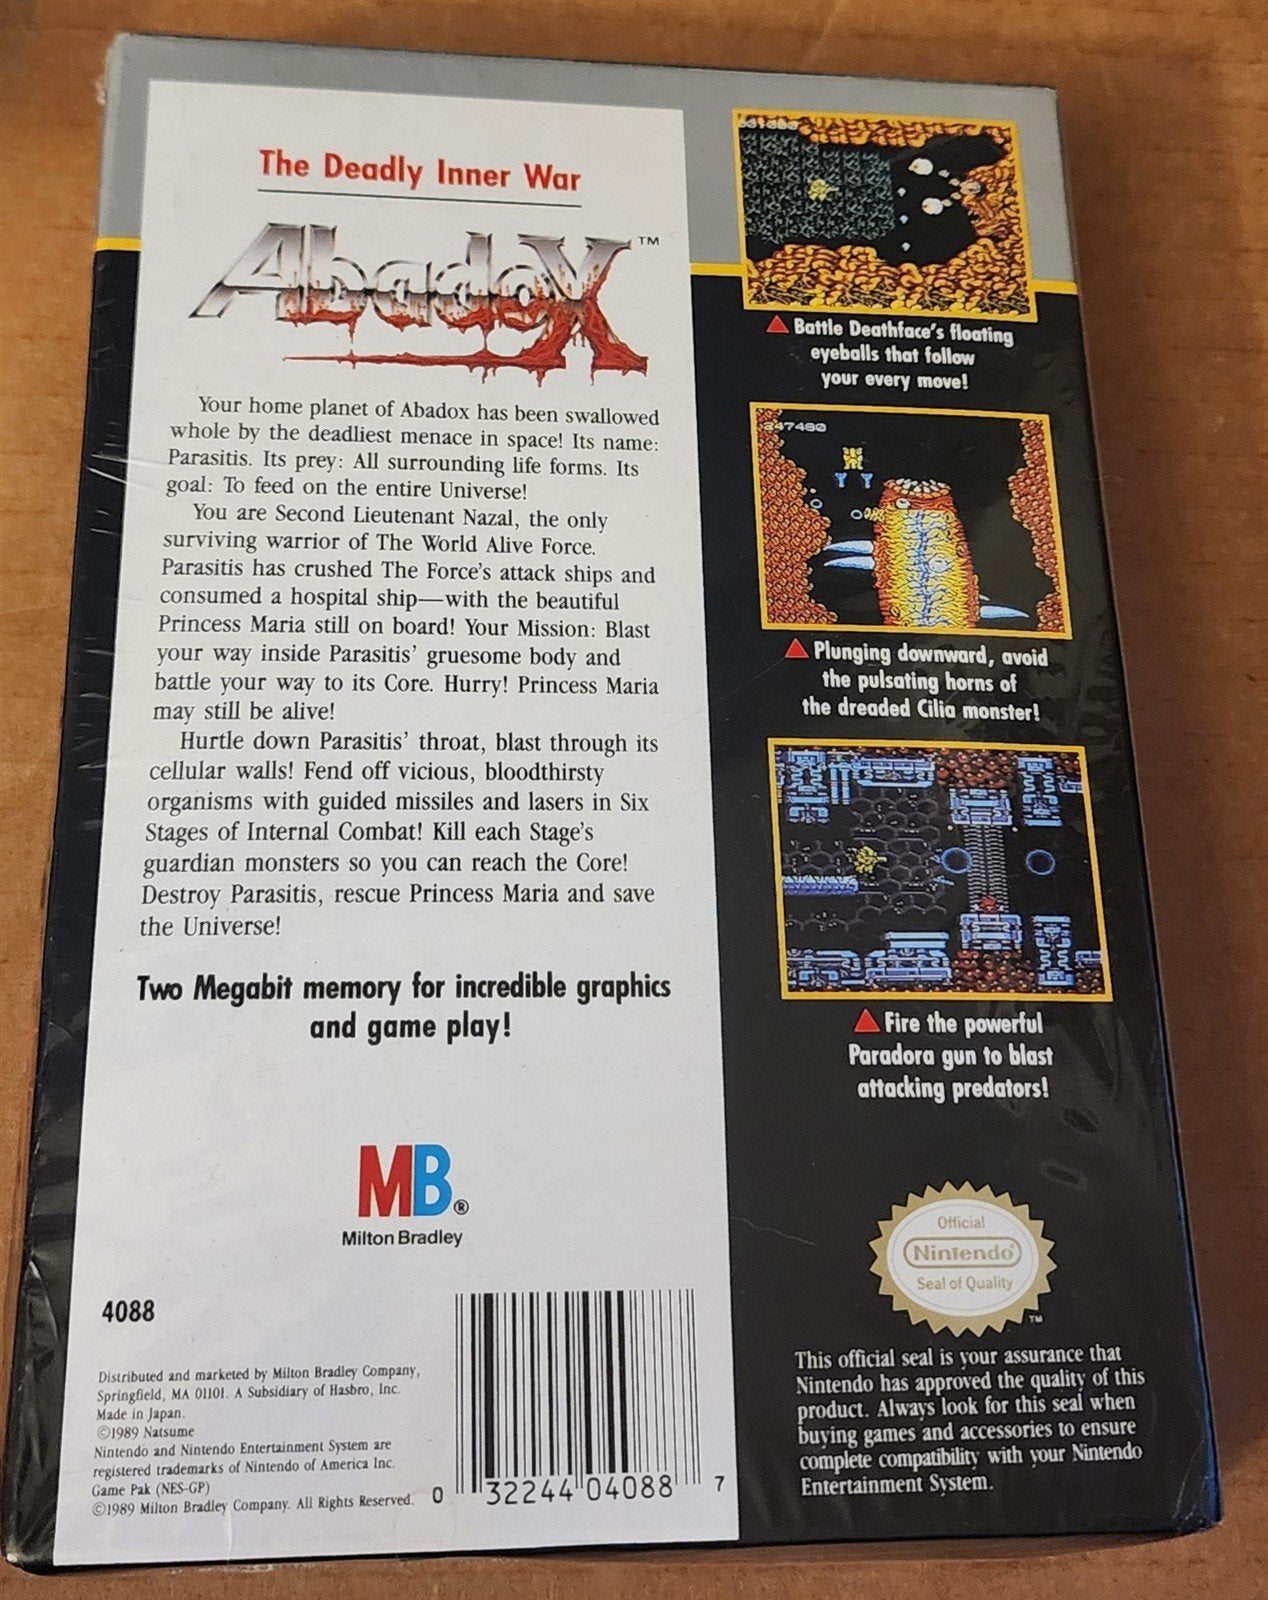 The Deadly Inner War
Abadox™
Your home planet of Abadox has been swallowed
whole by the deadliest menace in space! Its name:
Parasitis. Its prey: All surrounding life forms. Its
goal: To feed on the entire Universe!
You are Second Lieutenant Nazal, the only
surviving warrior of The World Alive Force.
Parasitis has crushed The Force's attack ships and
consumed a hospital ship—with the beautiful
Princess Maria still on board! Your Mission: Blast
your way inside Parasitis' gruesome body and
battle your way to its Core. Hurry! Princess Maria
may still be alive!
Hurtle down Parasitis' throat, blast through its
cellular walls! Fend off vicious, bloodthirsty
organisms with guided missiles and lasers in Six
Stages of Internal Combat! Kill each Stage's
guardian monsters so you can reach the Core!
Destroy Parasitis, rescue Princess Maria and save
the Universe!
Two Megabit memory for incredible graphics
and game play!
MB®
Milton Bradley
4088
Distributed and marketed by Milton Bradley Company,
Springfield, MA 01101. A Subsidiary of Hasbro, Inc.
Made in Japan.
©1989 Natsume
Nintendo and Nintendo Entertainment System are
registered trademarks of Nintendo of America Inc.
Game Pak (NES-GP)
©1989 Milton Bradley Company. All Rights Reserved.
0 32244 04088 7
Battle Deathface's floating
eyeballs that follow
your every move!
247480
Plunging downward, avoid
the pulsating horns of
the dreaded Cilia monster!
Fire the powerful
Paradora gun to blast
attacking predators!
Official
Nintendo®
Seal of Quality
TM
This official seal is your assurance that
Nintendo has approved the quality of this
product. Always look for this seal when
buying games and accessories to ensure
complete compatibility with your Nintendo
Entertainment System.